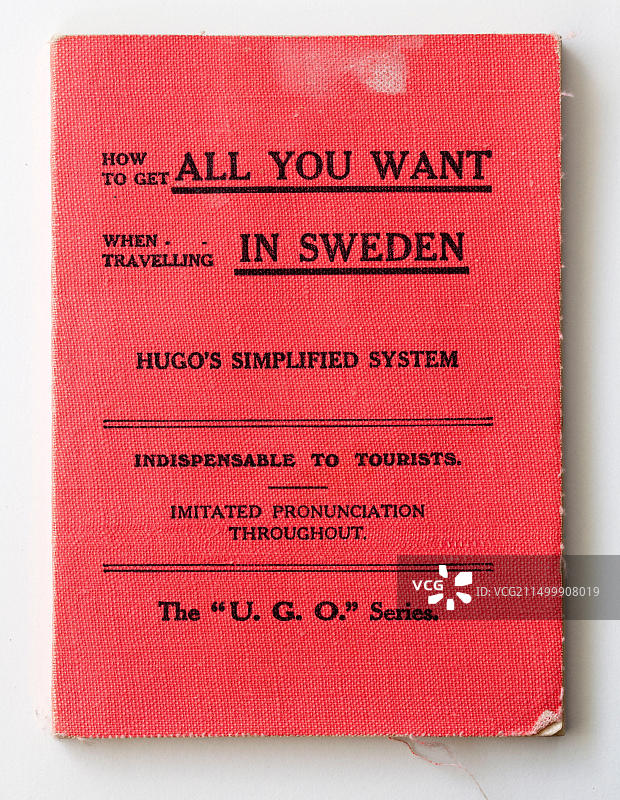 HOW
TO GET ALL YOU WANT
WHEN - -
TRAVELLING IN SWEDEN
HUGO'S SIMPLIFIED SYSTEM
INDISPENSABLE TO TOURISTS.
IMITATED PRONUNCIATION
THROUGHOUT.
The "U. G. O." Series.
VCG
ID: VCG211499908019